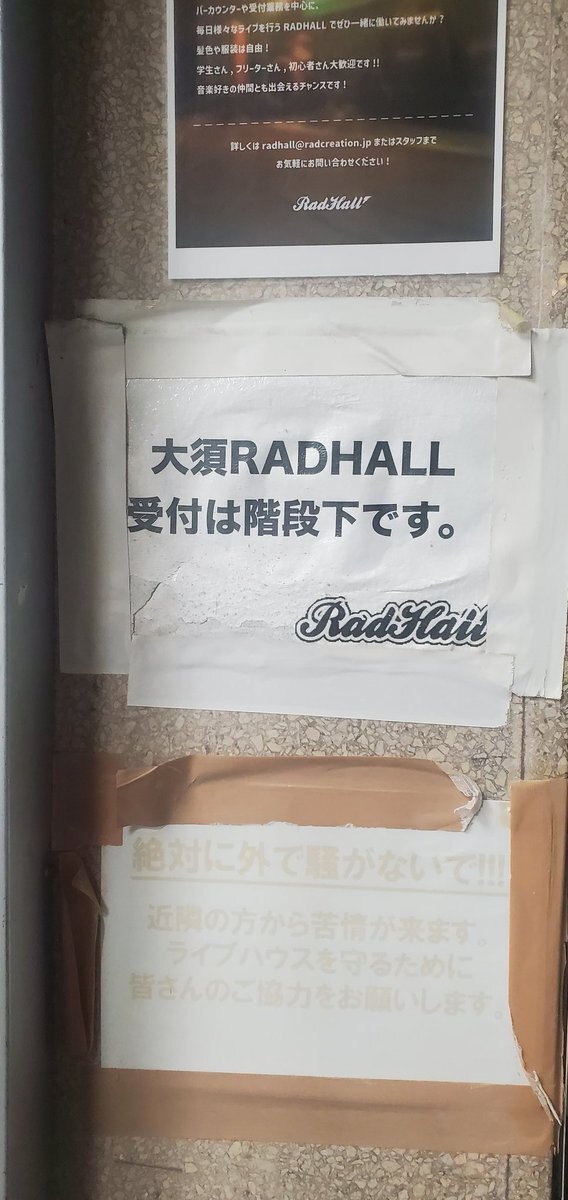 バーカウンターや受付業務を中心に、
毎日様々なライブを行う RADHALL でぜひ一緒に働いてみませんか?
髪色や服装は自由!
学生さん , フリーターさん , 初心者さん大歓迎です!!
音楽好きの仲間とも出会えるチャンスです!
詳しくは radhall@radcreation.jp またはスタッフまで
お気軽にお問い合わせください!
RadHall
大須RADHALL
受付は階段下です。
RadHall
絶対に外で騒がないで!!!
近隣の方から苦情が来ます。
ライブハウスを守るために
皆さんのご協力をお願いします。